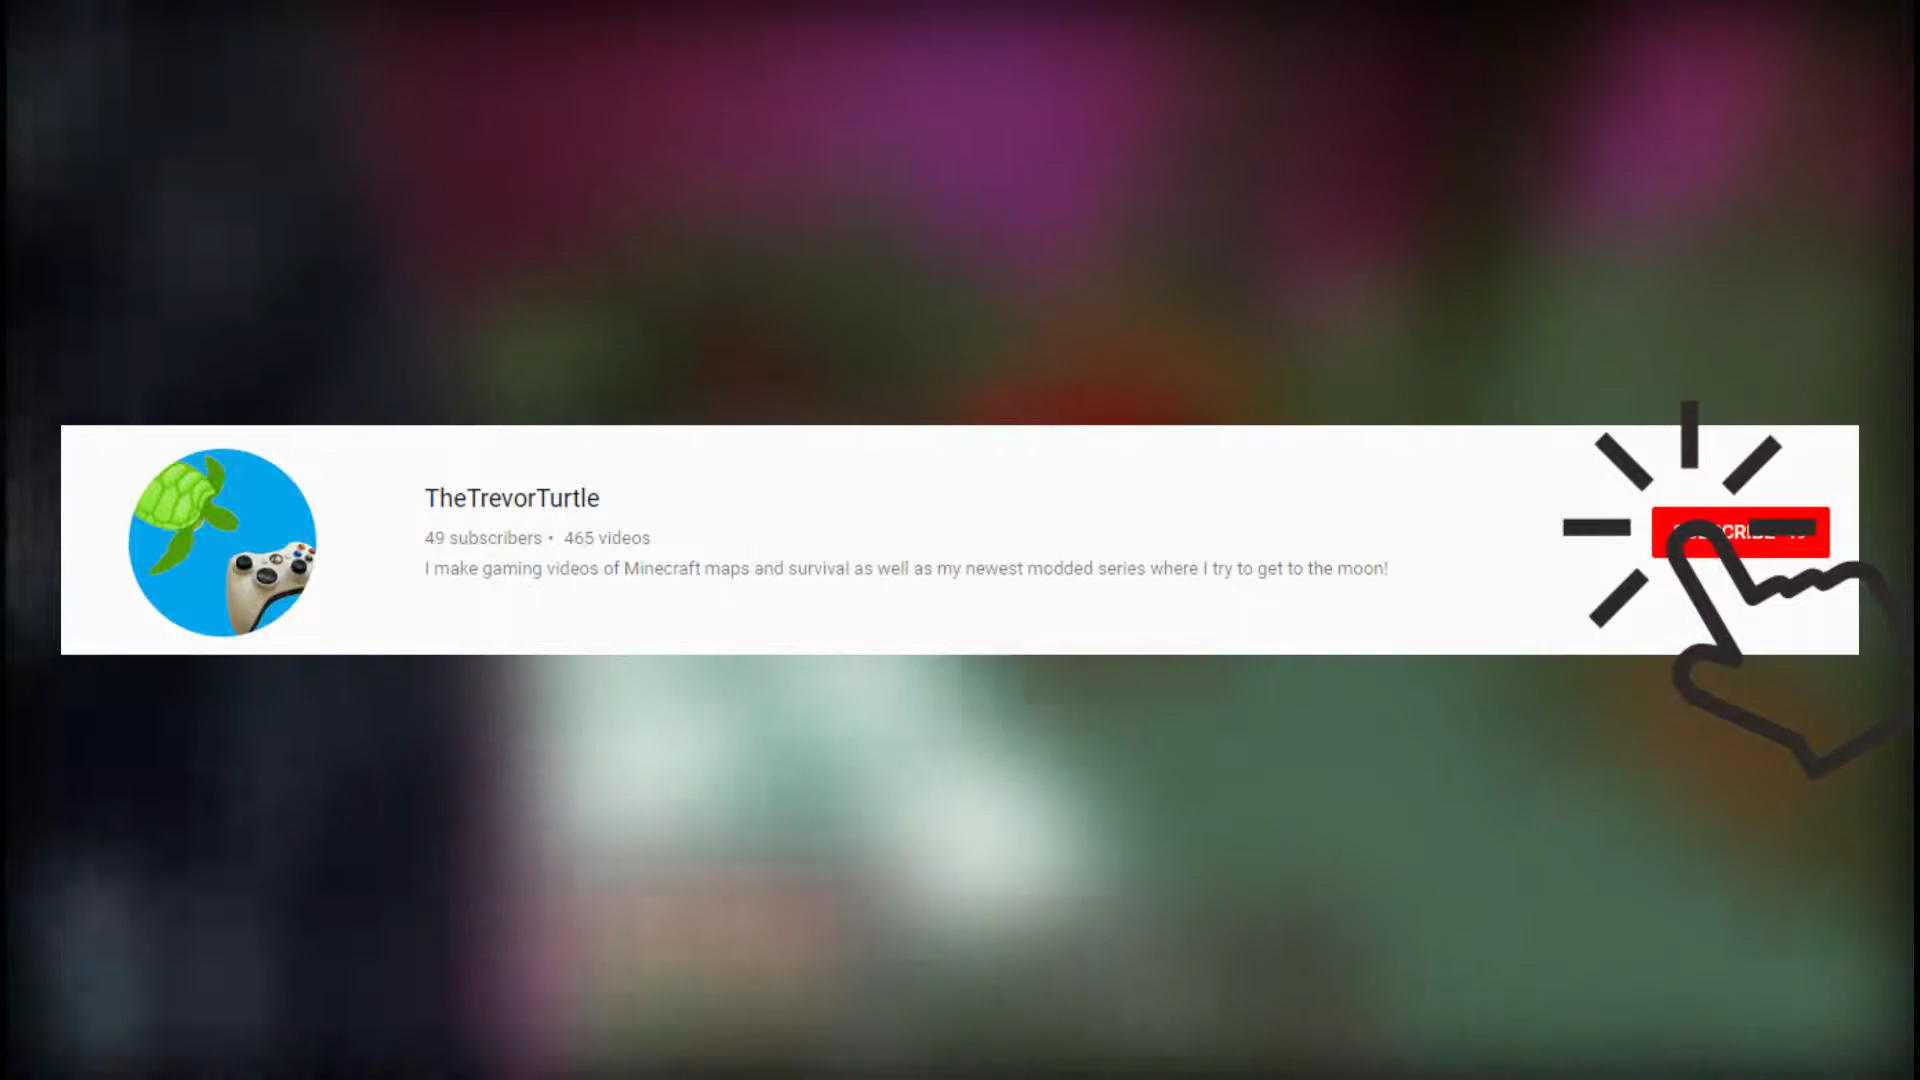 TheTrevorTurtle
49 subscribers • 465 videos
I make gaming videos of Minecraft maps and survival as well as my newest modded series where I try to get to the moon!